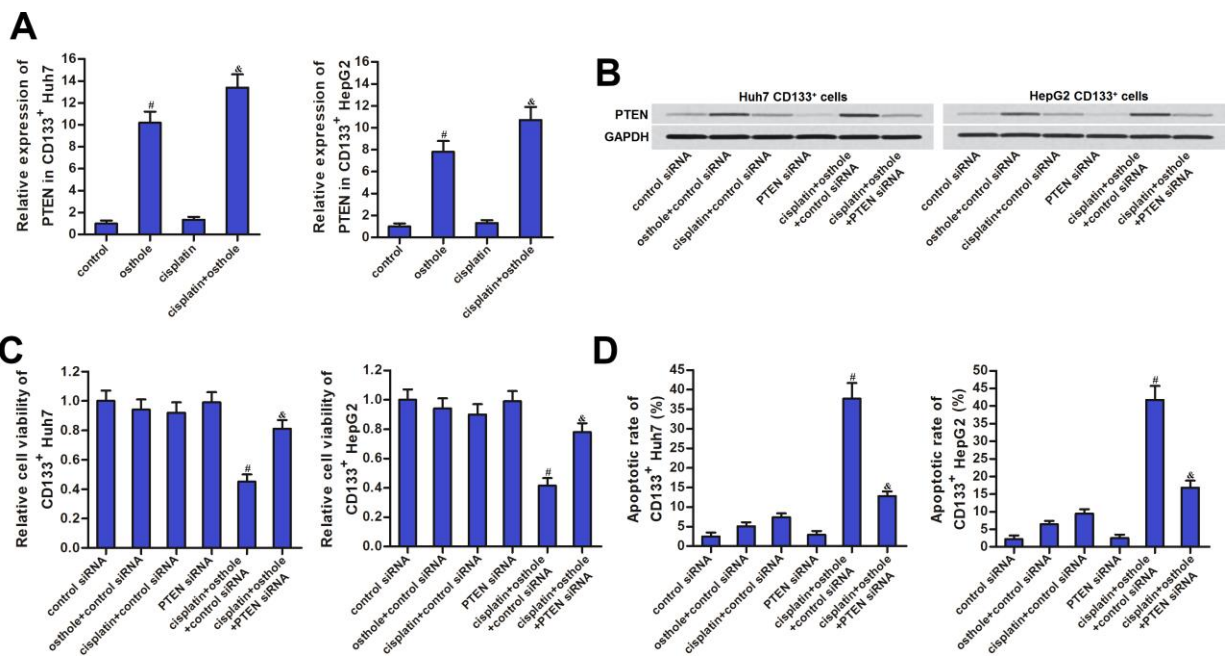 A
Relative expression of
PTEN in CD133+ Huh7
16
14
12
10
8
6
4
2
0
#
&
control
osthole
cisplatin
cisplatin+osthole
Relative expression of
PTEN in CD133+ HepG2
16
14
12
10
8
6
4
2
0
#
&
control
osthole
cisplatin
cisplatin+osthole
B
Huh7 CD133+ cells
HepG2 CD133+ cells
PTEN
GAPDH
control siRNA
osthole+control siRNA
cisplatin+control siRNA
PTEN siRNA
cisplatin+osthole
+control siRNA
cisplatin+osthole
+PTEN siRNA
control siRNA
osthole+control siRNA
cisplatin+control siRNA
PTEN siRNA
cisplatin+osthole
+control siRNA
cisplatin+osthole
+PTEN siRNA
C
Relative cell viability of
CD133+ Huh7
1.2
1.0
0.8
0.6
0.4
0.2
0.0
#
&
control siRNA
osthole+control siRNA
cisplatin+control siRNA
PTEN siRNA
cisplatin+osthole
+control siRNA
cisplatin+osthole
+PTEN siRNA
Relative cell viability of
CD133+ HepG2
1.2
1.0
0.8
0.6
0.4
0.2
0.0
#
&
control siRNA
osthole+control siRNA
cisplatin+control siRNA
PTEN siRNA
cisplatin+osthole
+control siRNA
cisplatin+osthole
+PTEN siRNA
D
Apoptotic rate of
CD133+ Huh7 (%)
45
40
35
30
25
20
15
10
5
0
#
&
control siRNA
osthole+control siRNA
cisplatin+control siRNA
PTEN siRNA
cisplatin+osthole
+control siRNA
cisplatin+osthole
+PTEN siRNA
Apoptotic rate of
CD133+ HepG2 (%)
50
45
40
35
30
25
20
15
10
5
0
#
&
control siRNA
osthole+control siRNA
cisplatin+control siRNA
PTEN siRNA
cisplatin+osthole
+control siRNA
cisplatin+osthole
+PTEN siRNA